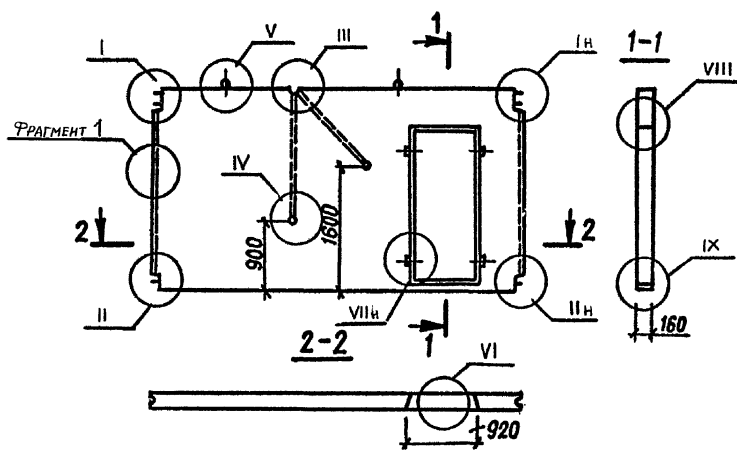 I
V
III
1
Iн
1-1
VIII
Фрагмент 1
IV
2
900
1600
2
II
VIIн
1
IIн
IX
160
2-2
VI
920